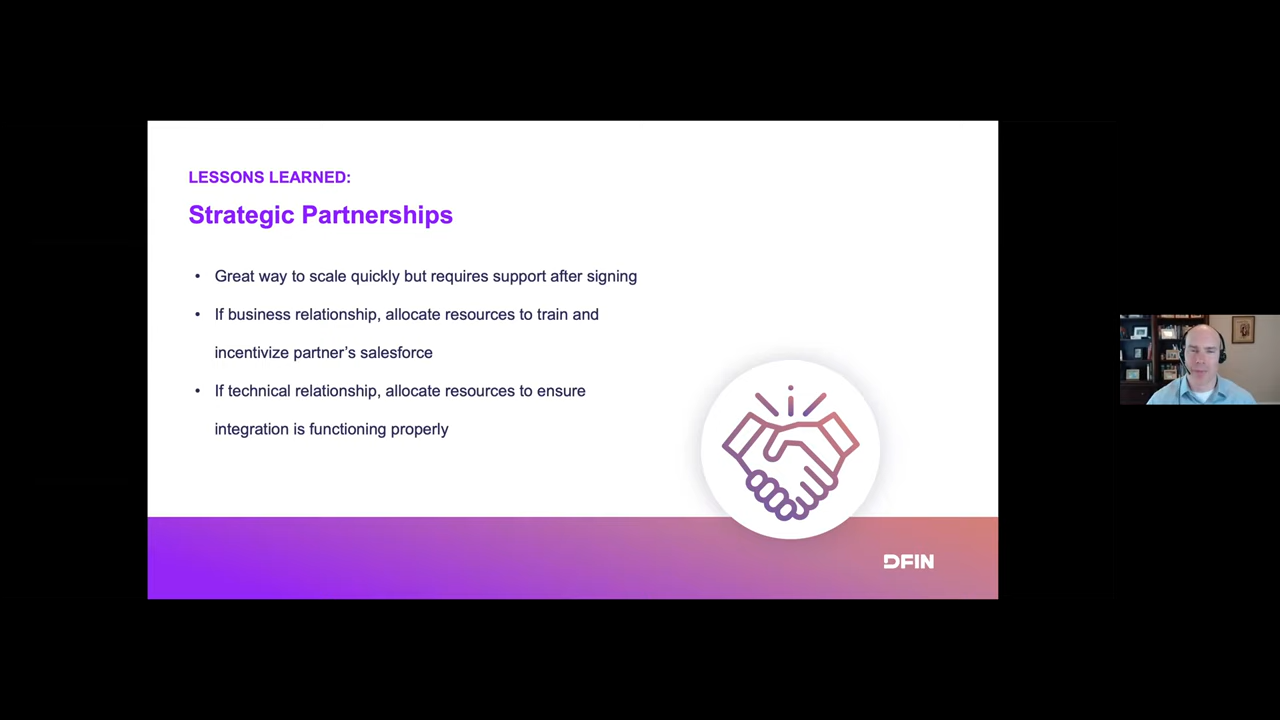 LESSONS LEARNED:
Strategic Partnerships
• Great way to scale quickly but requires support after signing
• If business relationship, allocate resources to train and
incentivize partner’s salesforce
• If technical relationship, allocate resources to ensure
integration is functioning properly
DFIN